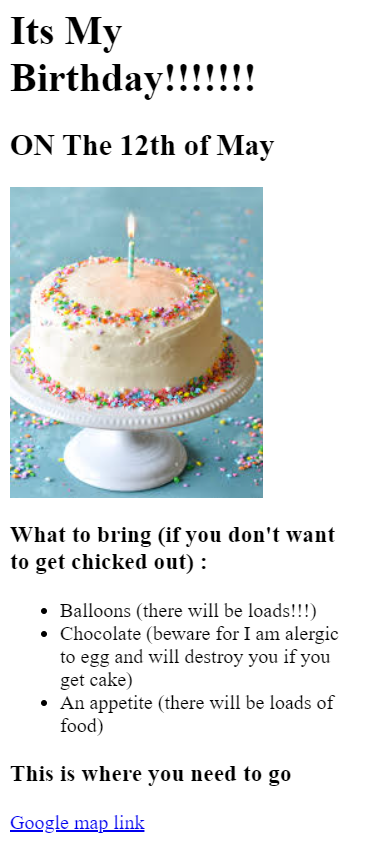 Its My
Birthday!!!!!!!
ON The 12th of May
What to bring (if you don't want
to get chicked out) :
Balloons (there will be loads!!!)
Chocolate (beware for I am alergic
to egg and will destroy you if you
get cake)
An appetite (there will be loads of
food)
This is where you need to go
Google map link